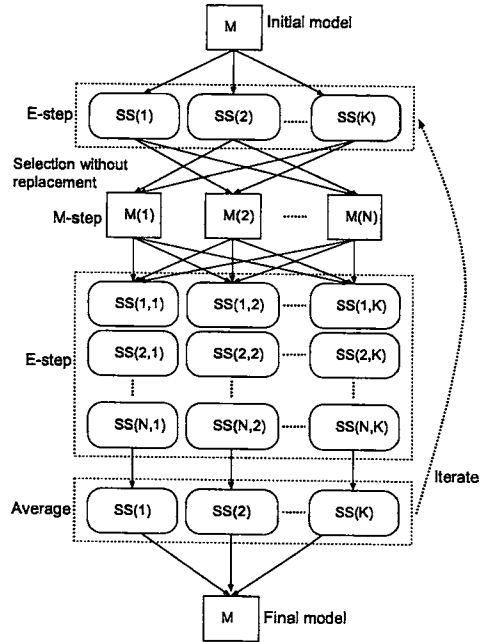 M Initial model
E-step SS(1) SS(2) SS(K)
Selection without
replacement
M-step M(1) M(2) M(N)
SS(1,1) SS(1,2) SS(1,K)
SS(2,1) SS(2,2) SS(2,K)
E-step
SS(N,1) SS(N,2) SS(N,K)
Iterate
Average SS(1) SS(2) SS(K)
M Final model